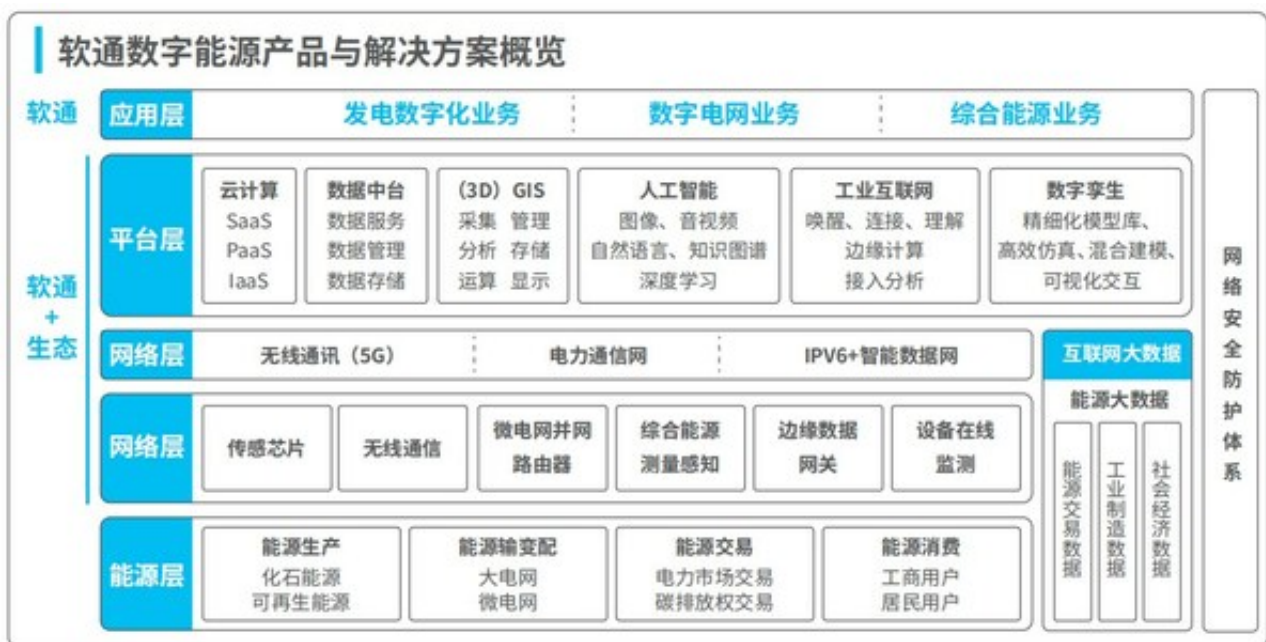 软通数字能源产品与解决方案概览
软通
应用层
发电数字化业务
数字电网业务
综合能源业务
软通
+
生态
平台层
云计算
SaaS
PaaS
IaaS
数据中台
数据服务
数据管理
数据存储
(3D) GIS
采集 管理
分析 存储
运算 显示
人工智能
图像、音视频
自然语言、知识图谱
深度学习
工业互联网
唤醒、连接、理解
边缘计算
接入分析
数字孪生
精细化模型库、
高效仿真、混合建模、
可视化交互
网络层
无线通讯（5G）
电力通信网
IPV6+智能数据网
网络层
传感芯片
无线通信
微电网并网
路由器
综合能源
测量感知
边缘数据
网关
设备在线
监测
能源层
能源生产
化石能源
可再生能源
能源输变配
大电网
微电网
能源交易
电力市场交易
碳排放权交易
能源消费
工商用户
居民用户
互联网大数据
能源大数据
能源交易数据
工业制造数据
社会经济数据
网络安全防护体系